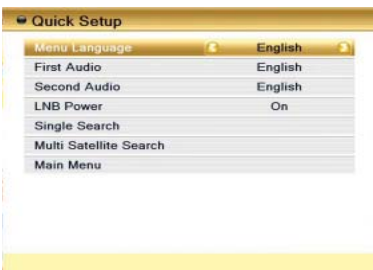 Quick Setup
Menu Language English
First Audio English
Second Audio English
LNB Power On
Single Search
Multi Satellite Search
Main Menu